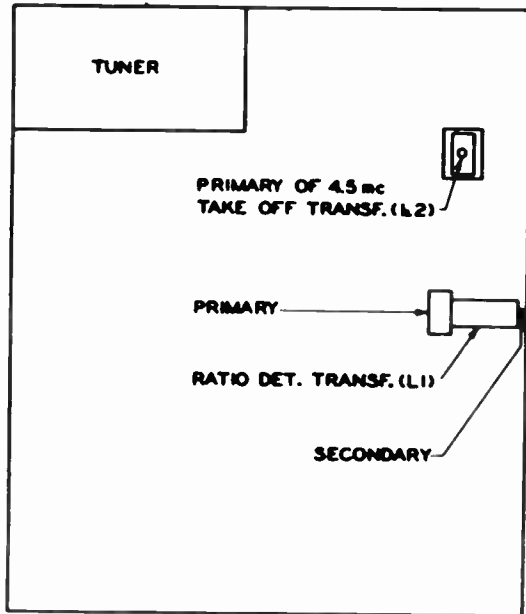 TUNER
PRIMARY OF 4.5 mc
TAKE OFF TRANSF. (L2)
PRIMARY
RATIO DET. TRANSF. (L1)
SECONDARY